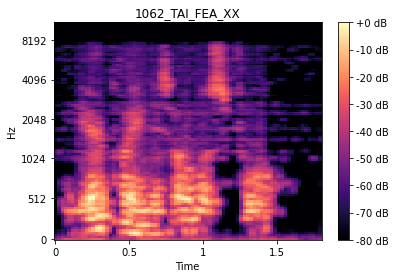 1062_TAI_FEA_XX
+0 dB
8192
-10 dB
4096
-20 dB
-30 dB
2048
Hz
-40 dB
1024
-50 dB
512
-60 dB
-70 dB
0
-80 dB
0
0.5
1
1.5
Time